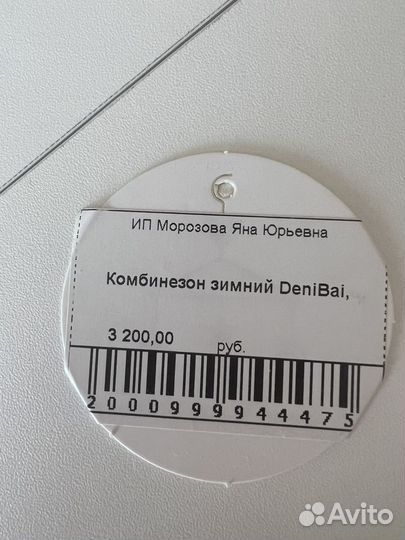 ИП Морозова Яна Юрьевна
Комбинезон зимний DeniBai,
3 200,00 руб.
2000999944475
Avito